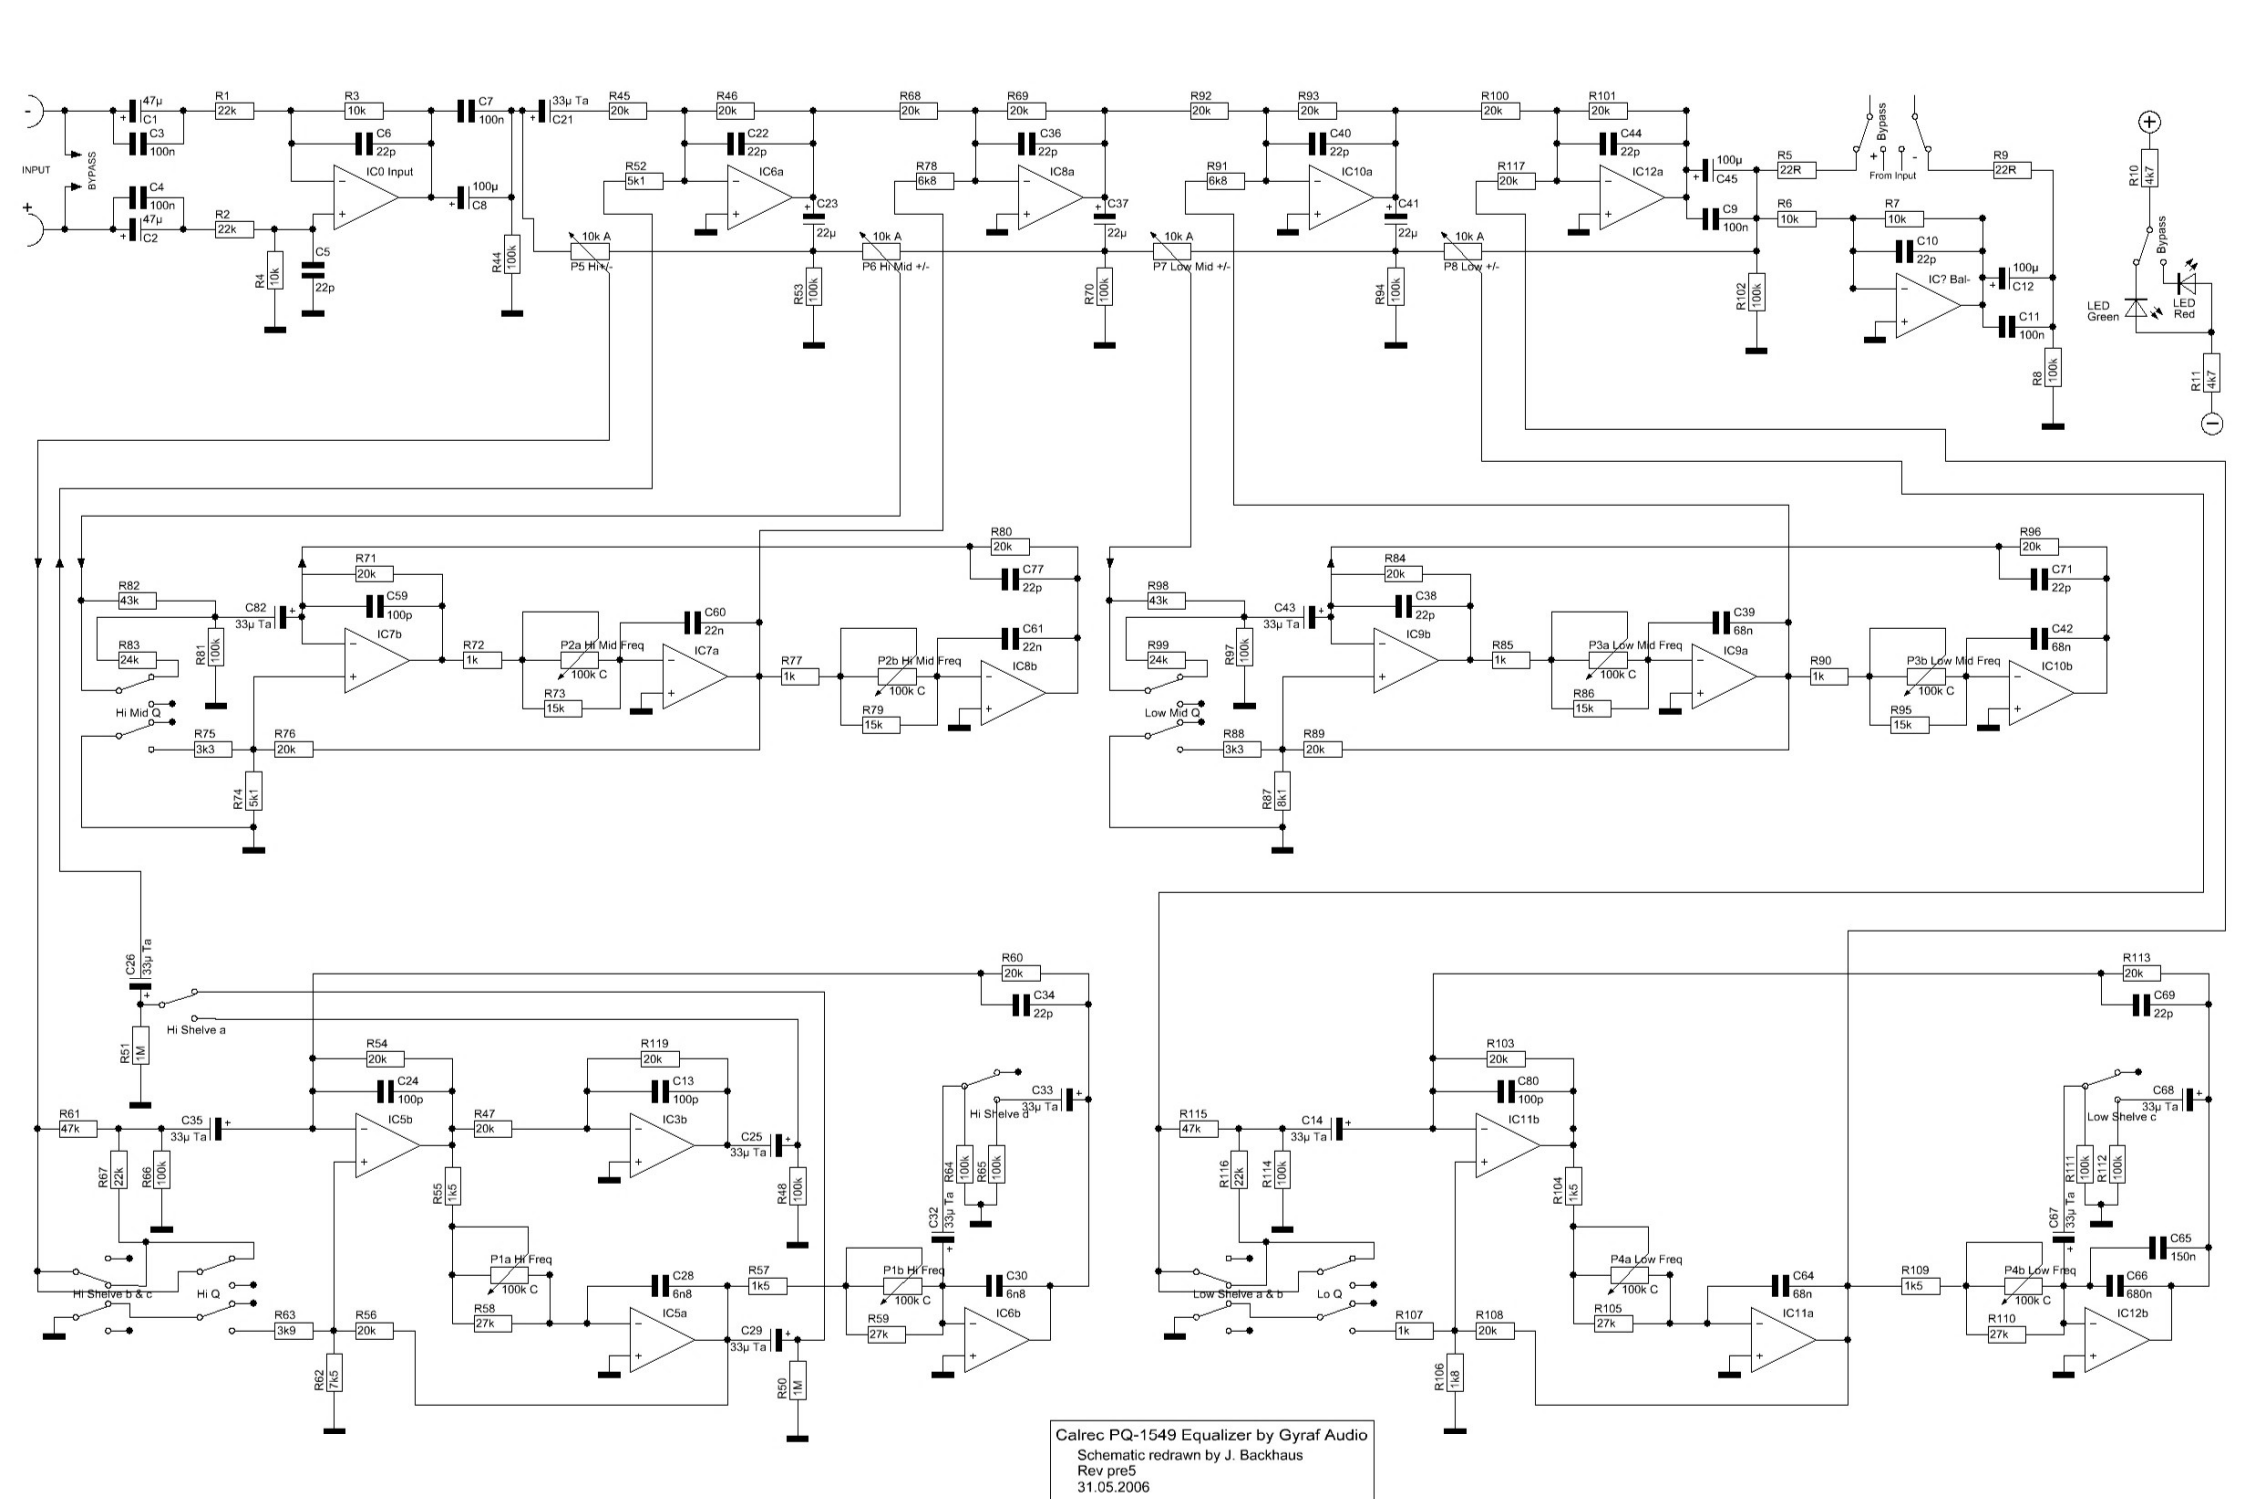 INPUT
-
+
BYPASS
47µ
C1
C3
100n
C4
100n
47µ
C2
R1
22k
R2
22k
R3
10k
C6
22p
IC0 Input
R4
10k
C5
22p
C7
100n
100µ
C8
R44
100k
33µ Ta
C21
R45
20k
R46
20k
C22
22p
R52
5k1
IC6a
C23
22µ
10k A
P5 Hi+/-
R53
100k
R68
20k
R69
20k
C36
22p
R78
6k8
IC8a
C37
22µ
10k A
P6 Hi Mid +/-
R70
100k
R92
20k
R93
20k
C40
22p
R91
6k8
IC10a
C41
22µ
10k A
P7 Low Mid +/-
R94
100k
R100
20k
R101
20k
C44
22p
R117
20k
IC12a
10k A
P8 Low +/-
100µ
C45
C9
100n
R102
100k
R5
22R
R6
10k
R7
10k
C10
22p
IC? Bal-
Bypass
+
-
From Input
R9
22R
100µ
C12
C11
100n
R8
100k
R10
4k7
Bypass
LED
Green
LED
Red
R11
4k7
R82
43k
R83
24k
R81
100k
C82
33µ Ta
R71
20k
C59
100p
IC7b
R72
1k
P2a Hi Mid Freq
100k C
R73
15k
C60
22n
IC7a
R77
1k
P2b Hi Mid Freq
100k C
R79
15k
R80
20k
C77
22p
C61
22n
IC8b
Hi Mid Q
R75
3k3
R76
20k
R74
5k1
R98
43k
R99
24k
R97
100k
C43
33µ Ta
R84
20k
C38
22p
IC9b
R85
1k
P3a Low Mid Freq
100k C
R86
15k
C39
68n
IC9a
R90
1k
P3b Low Mid Freq
100k C
R95
15k
R96
20k
C71
22p
C42
68n
IC10b
Low Mid Q
R88
3k3
R89
20k
R87
8k1
C26
33µ Ta
Hi Shelve a
R51
1M
R61
47k
R67
22k
R66
100k
C35
33µ Ta
R54
20k
C24
100p
IC5b
R47
20k
R119
20k
C13
100p
IC3b
C25
33µ Ta
R48
100k
R55
1k5
P1a Hi Freq
100k C
R58
27k
C28
6n8
IC5a
R57
1k5
C29
33µ Ta
R50
1M
P1b Hi Freq
100k C
R59
27k
C32
33µ Ta
R64
100k
R65
100k
Hi Shelve d
C33
33µ Ta
R60
20k
C34
22p
C30
6n8
IC6b
Hi Shelve b & c
Hi Q
R63
3k9
R56
20k
R62
7k5
R115
47k
R116
22k
R114
100k
C14
33µ Ta
R103
20k
C80
100p
IC11b
R104
1k5
P4a Low Freq
100k C
R105
27k
C64
68n
IC11a
R109
1k5
P4b Low Freq
100k C
R110
27k
C67
33µ Ta
R111
100k
R112
100k
Low Shelve c
C68
33µ Ta
R113
20k
C69
22p
C65
150n
C66
680n
IC12b
Low Shelve a & b
Lo Q
R107
1k
R108
20k
R106
1k8
Calrec PQ-1549 Equalizer by Gyraf Audio
Schematic redrawn by J. Backhaus
Rev pre5
31.05.2006